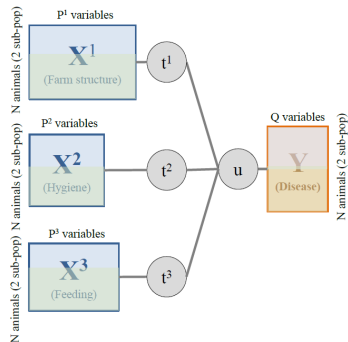 P¹ variables
N animals (2 sub-pop)
X¹
(Farm structure)
t¹
P² variables
N animals (2 sub-pop)
X²
(Hygiene)
t²
u
Q variables
Y
(Disease)
N animals (2 sub-pop)
P³ variables
N animals (2 sub-pop)
X³
(Feeding)
t³